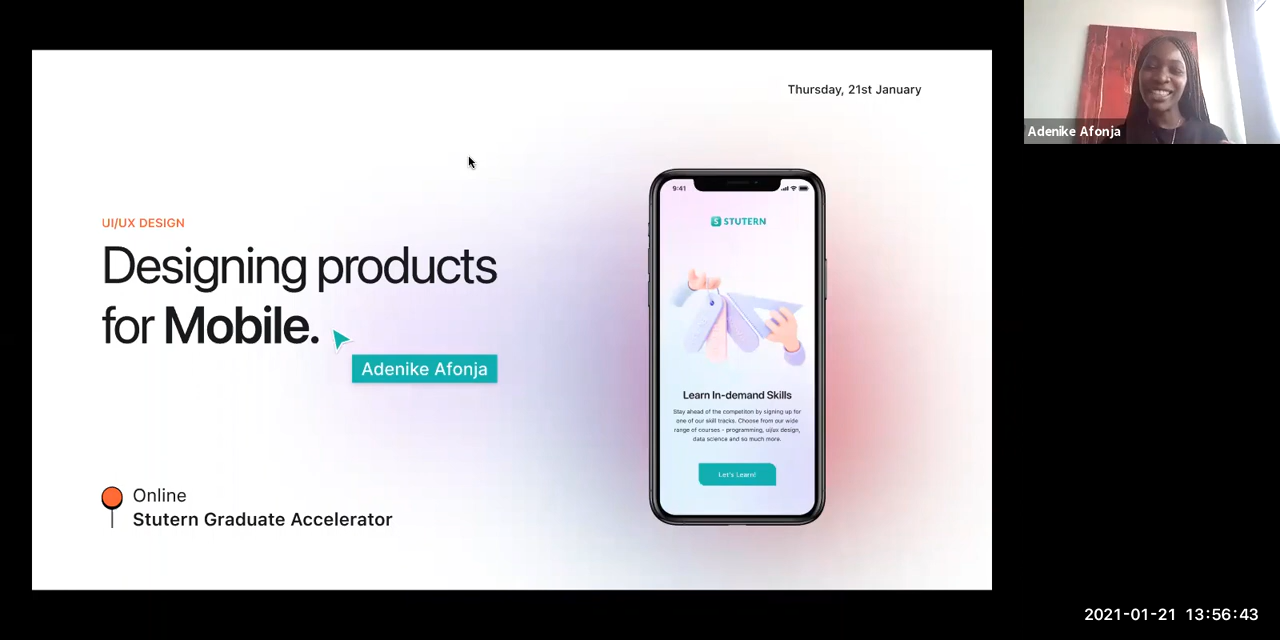 Thursday, 21st January
UI/UX DESIGN
Designing products
for Mobile.
Adenike Afonja
Online
Stutern Graduate Accelerator
9:41
S STUTERN
Learn In-demand Skills
Stay ahead of the competiton by signing up for
one of our skill tracks. Choose from our wide
range of courses - programming, ui/ux design,
data science and so much more.
Let's Learn!
Adenike Afonja
2021-01-21 13:56:43